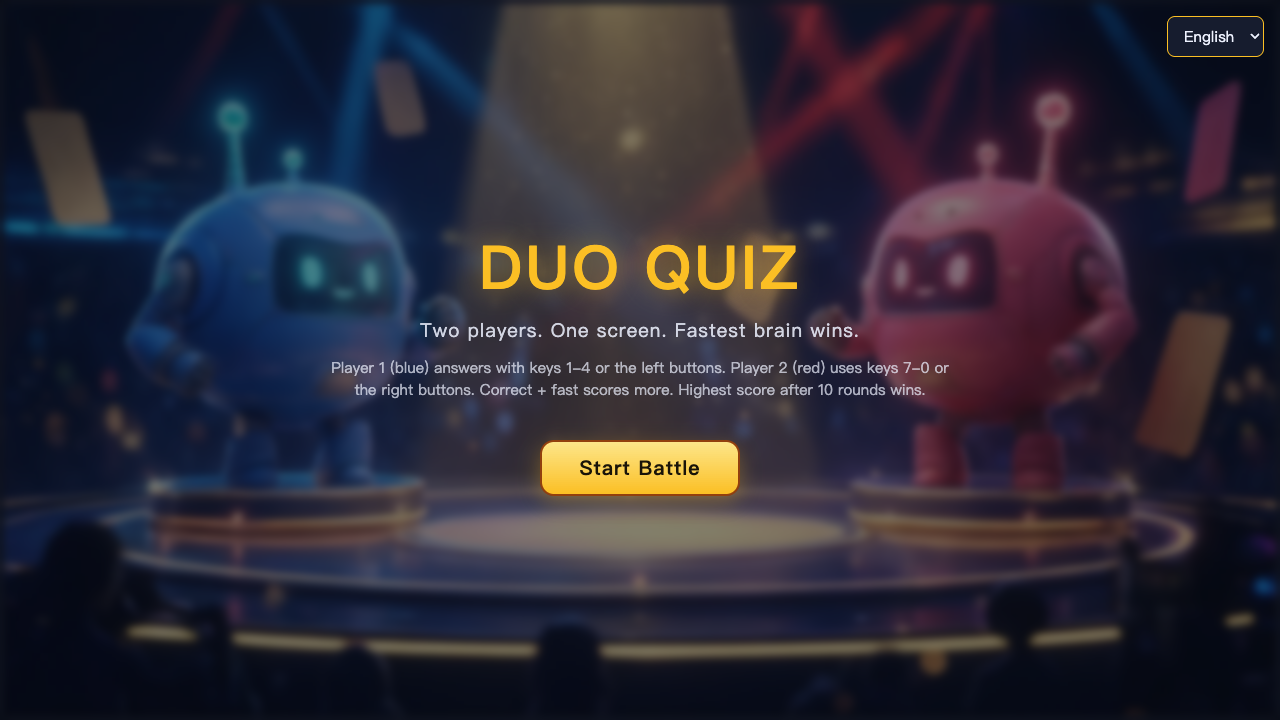 English
DUO QUIZ
Two players. One screen. Fastest brain wins.
Player 1 (blue) answers with keys 1–4 or the left buttons. Player 2 (red) uses keys 7–0 or
the right buttons. Correct + fast scores more. Highest score after 10 rounds wins.
Start Battle